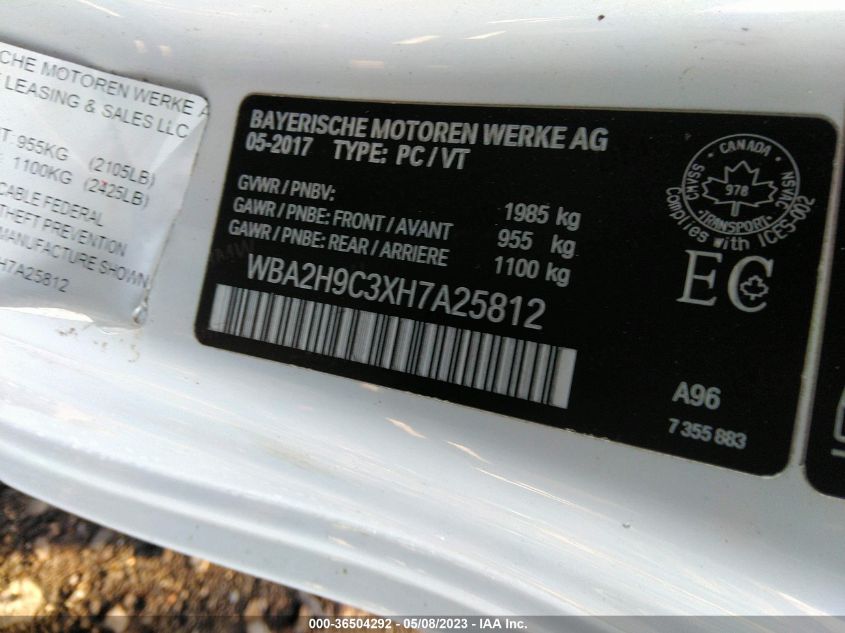 CHE MOTOREN WERKE A
LEASING & SALES LLC
955KG (2105LB)
1100KG (2425LB)
CABLE FEDERAL
THEFT PREVENTION
MANUFACTURE SHOWN
H7A25812
BAYERISCHE MOTOREN WERKE AG
05-2017 TYPE: PC / VT
GVWR / PNBV: 1985 kg
GAWR / PNBE: FRONT / AVANT 955 kg
GAWR / PNBE: REAR / ARRIERE 1100 kg
WBA2H9C3XH7A25812
CANADA
CMVSS 978 NSVAC
TRANSPORT
Complies with ICES-002
EC
A96
7 355 883
000-36504292 - 05/08/2023 - IAA Inc.